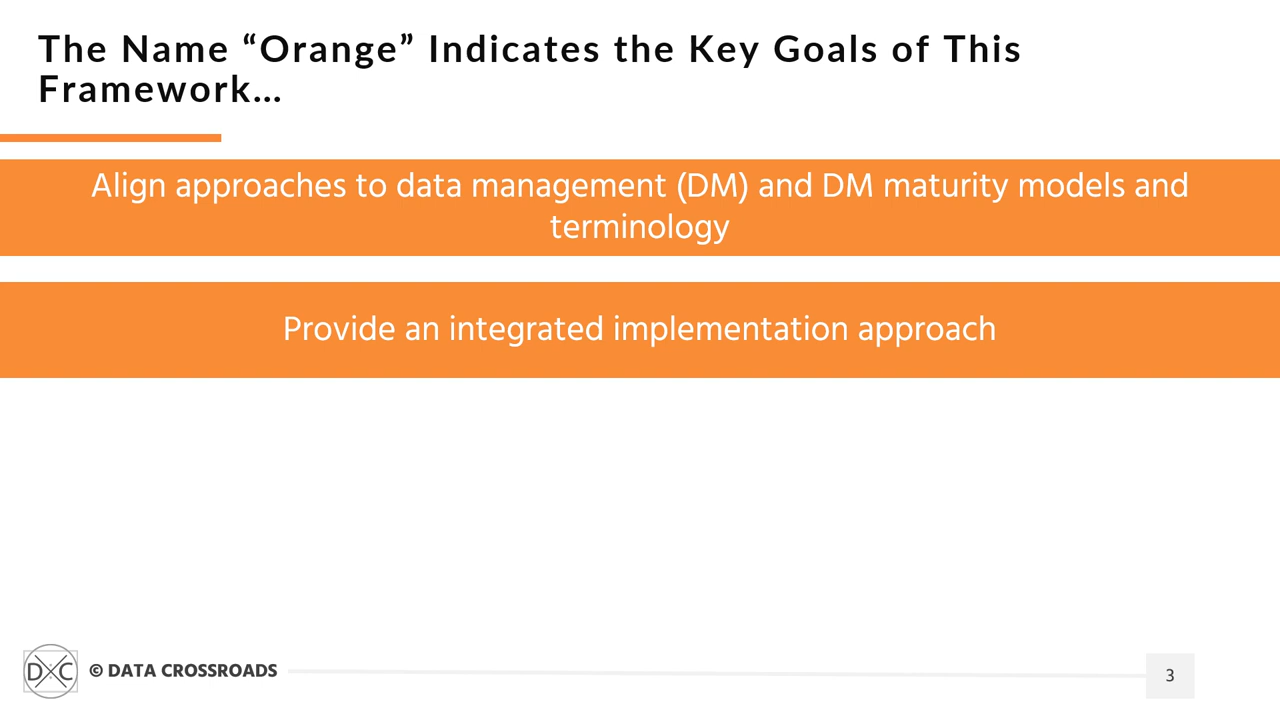 The Name “Orange” Indicates the Key Goals of This
Framework...
Align approaches to data management (DM) and DM maturity models and
terminology
Provide an integrated implementation approach
DXC
© DATA CROSSROADS
3